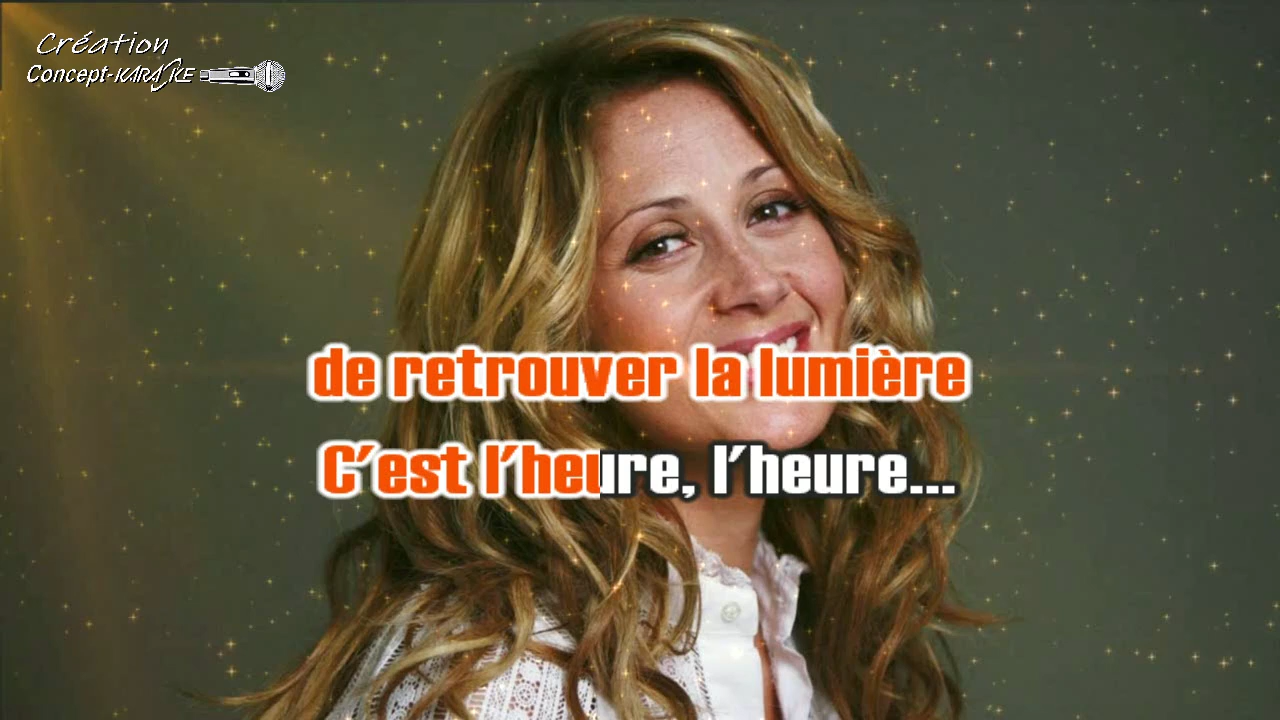 Création
Concept-KARAOKE
de retrouver la lumière
C'est l'heure, l'heure...